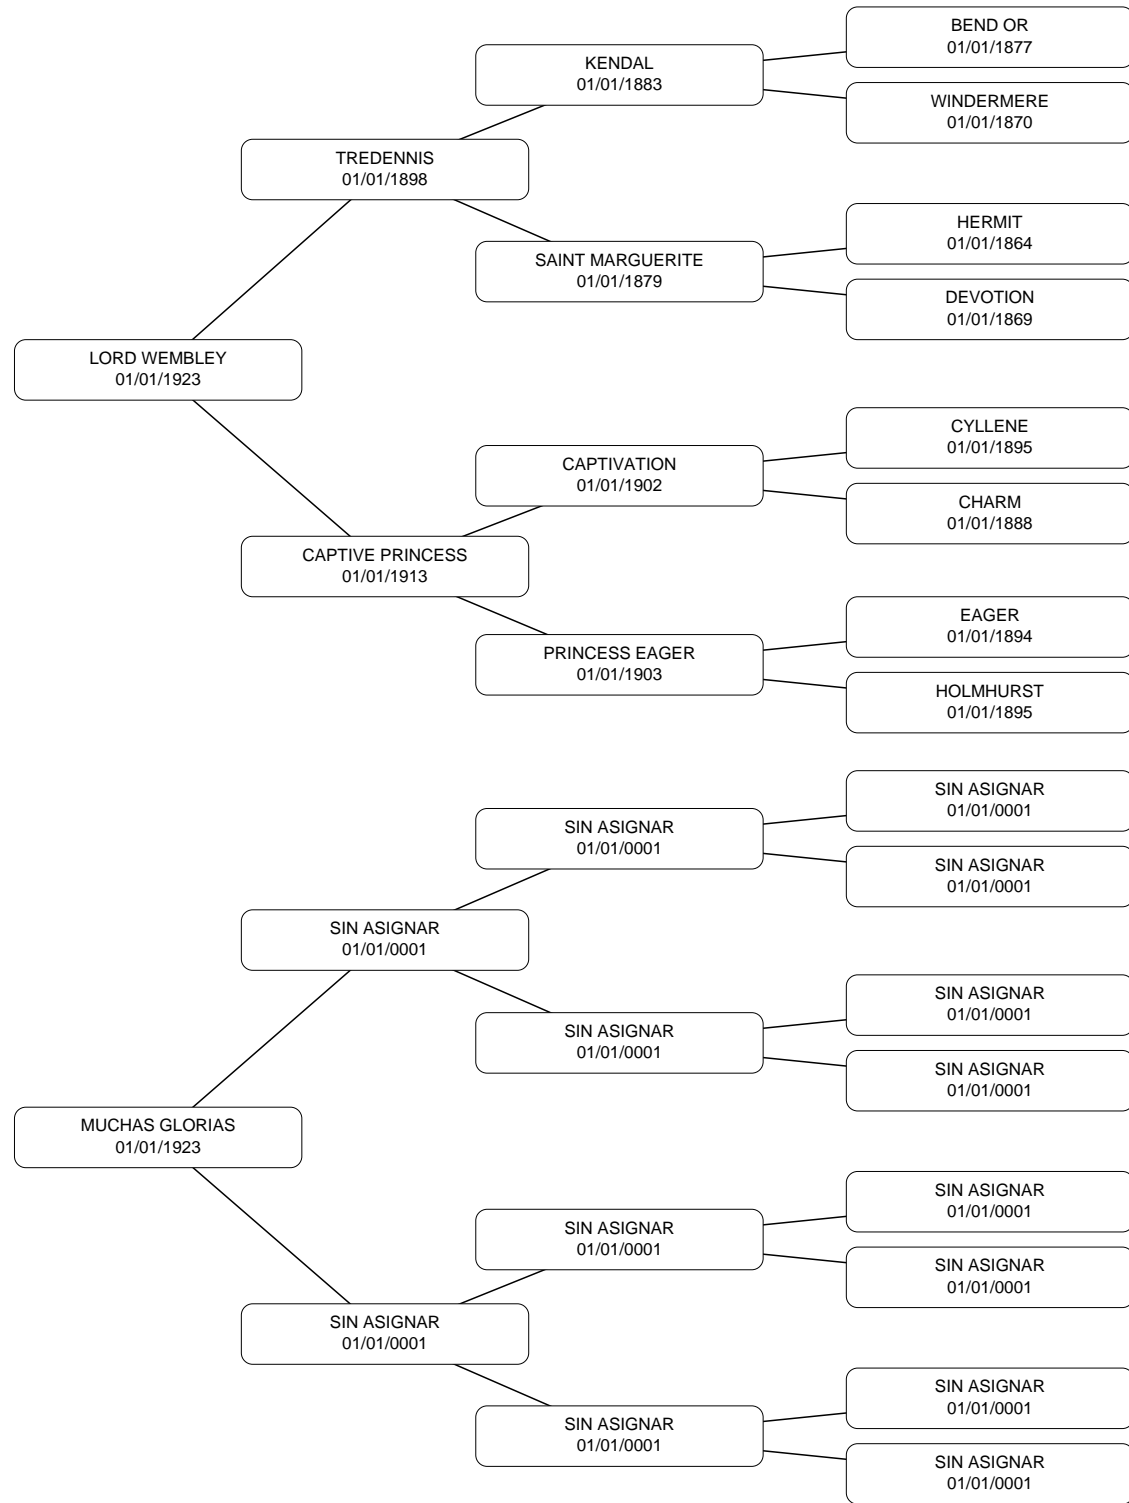 BEND OR
01/01/1877
KENDAL
01/01/1883
WINDERMERE
01/01/1870
TREDENNIS
01/01/1898
HERMIT
01/01/1864
SAINT MARGUERITE
01/01/1879
DEVOTION
01/01/1869
LORD WEMBLEY
01/01/1923
CYLLENE
01/01/1895
CAPTIVATION
01/01/1902
CHARM
01/01/1888
CAPTIVE PRINCESS
01/01/1913
EAGER
01/01/1894
PRINCESS EAGER
01/01/1903
HOLMHURST
01/01/1895
SIN ASIGNAR
01/01/0001
SIN ASIGNAR
01/01/0001
SIN ASIGNAR
01/01/0001
SIN ASIGNAR
01/01/0001
SIN ASIGNAR
01/01/0001
SIN ASIGNAR
01/01/0001
SIN ASIGNAR
01/01/0001
MUCHAS GLORIAS
01/01/1923
SIN ASIGNAR
01/01/0001
SIN ASIGNAR
01/01/0001
SIN ASIGNAR
01/01/0001
SIN ASIGNAR
01/01/0001
SIN ASIGNAR
01/01/0001
SIN ASIGNAR
01/01/0001
SIN ASIGNAR
01/01/0001